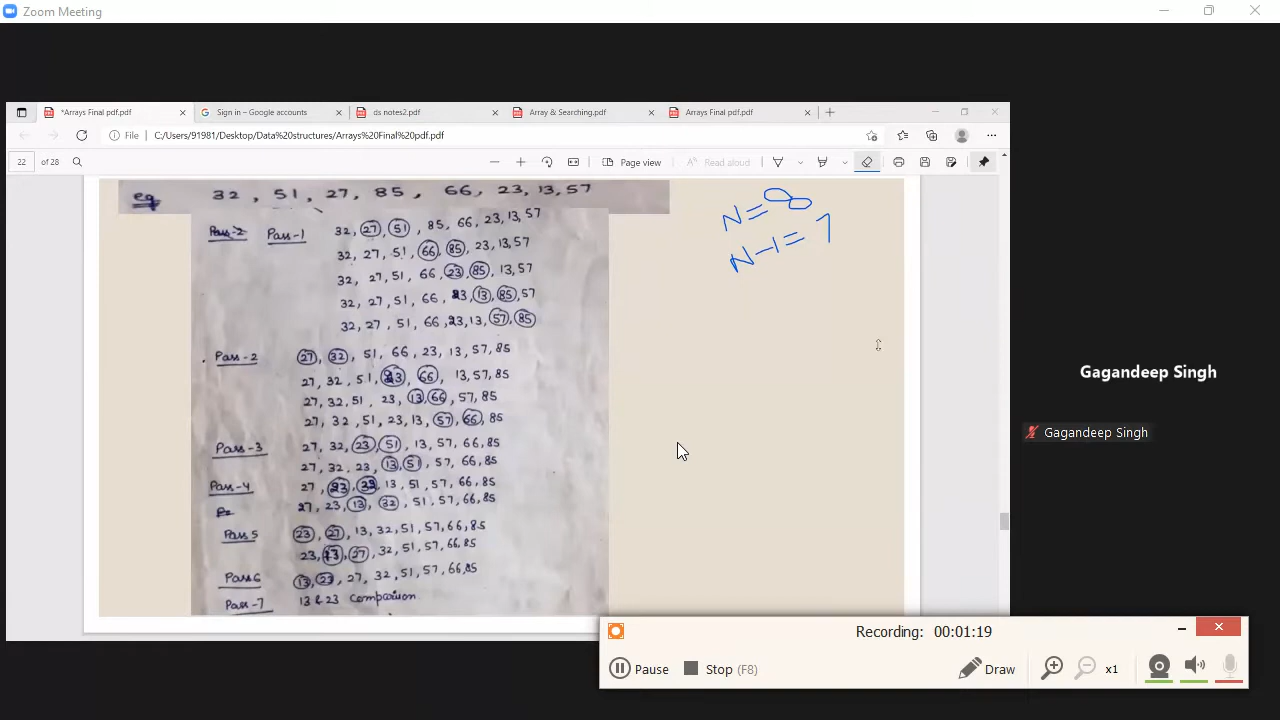 Zoom Meeting
*Arrays Final pdf.pdf
Sign in – Google accounts
ds notes2.pdf
Array & Searching.pdf
Arrays Final pdf.pdf
File
C:/Users/91981/Desktop/Data%20structures/Arrays%20Final%20pdf.pdf
22 of 28
Page view
Read aloud
eg 32, 51, 27, 85, 66, 23, 13, 57
N=8
N-1=7
Pass-2 Pass-1 32, 27, 51, 85, 66, 23, 13, 57
32, 27, 51, 66, 85, 23, 13, 57
32, 27, 51, 66, 23, 85, 13, 57
32, 27, 51, 66, 23, 13, 85, 57
32, 27, 51, 66, 23, 13, 57, 85
Pass-2 27, 32, 51, 66, 23, 13, 57, 85
27, 32, 51, 23, 66, 13, 57, 85
27, 32, 51, 23, 13, 66, 57, 85
27, 32, 51, 23, 13, 57, 66, 85
Pass-3 27, 32, 23, 51, 13, 57, 66, 85
27, 32, 23, 13, 51, 57, 66, 85
Pass-4 27, 23, 32, 13, 51, 57, 66, 85
27, 23, 13, 32, 51, 57, 66, 85
Pass 5 23, 27, 13, 32, 51, 57, 66, 85
23, 13, 27, 32, 51, 57, 66, 85
Pass 6 13, 23, 27, 32, 51, 57, 66, 85
Pass-7 13 & 23 Comparison
Gagandeep Singh
Gagandeep Singh
Recording: 00:01:19
Pause
Stop (F8)
Draw
x1